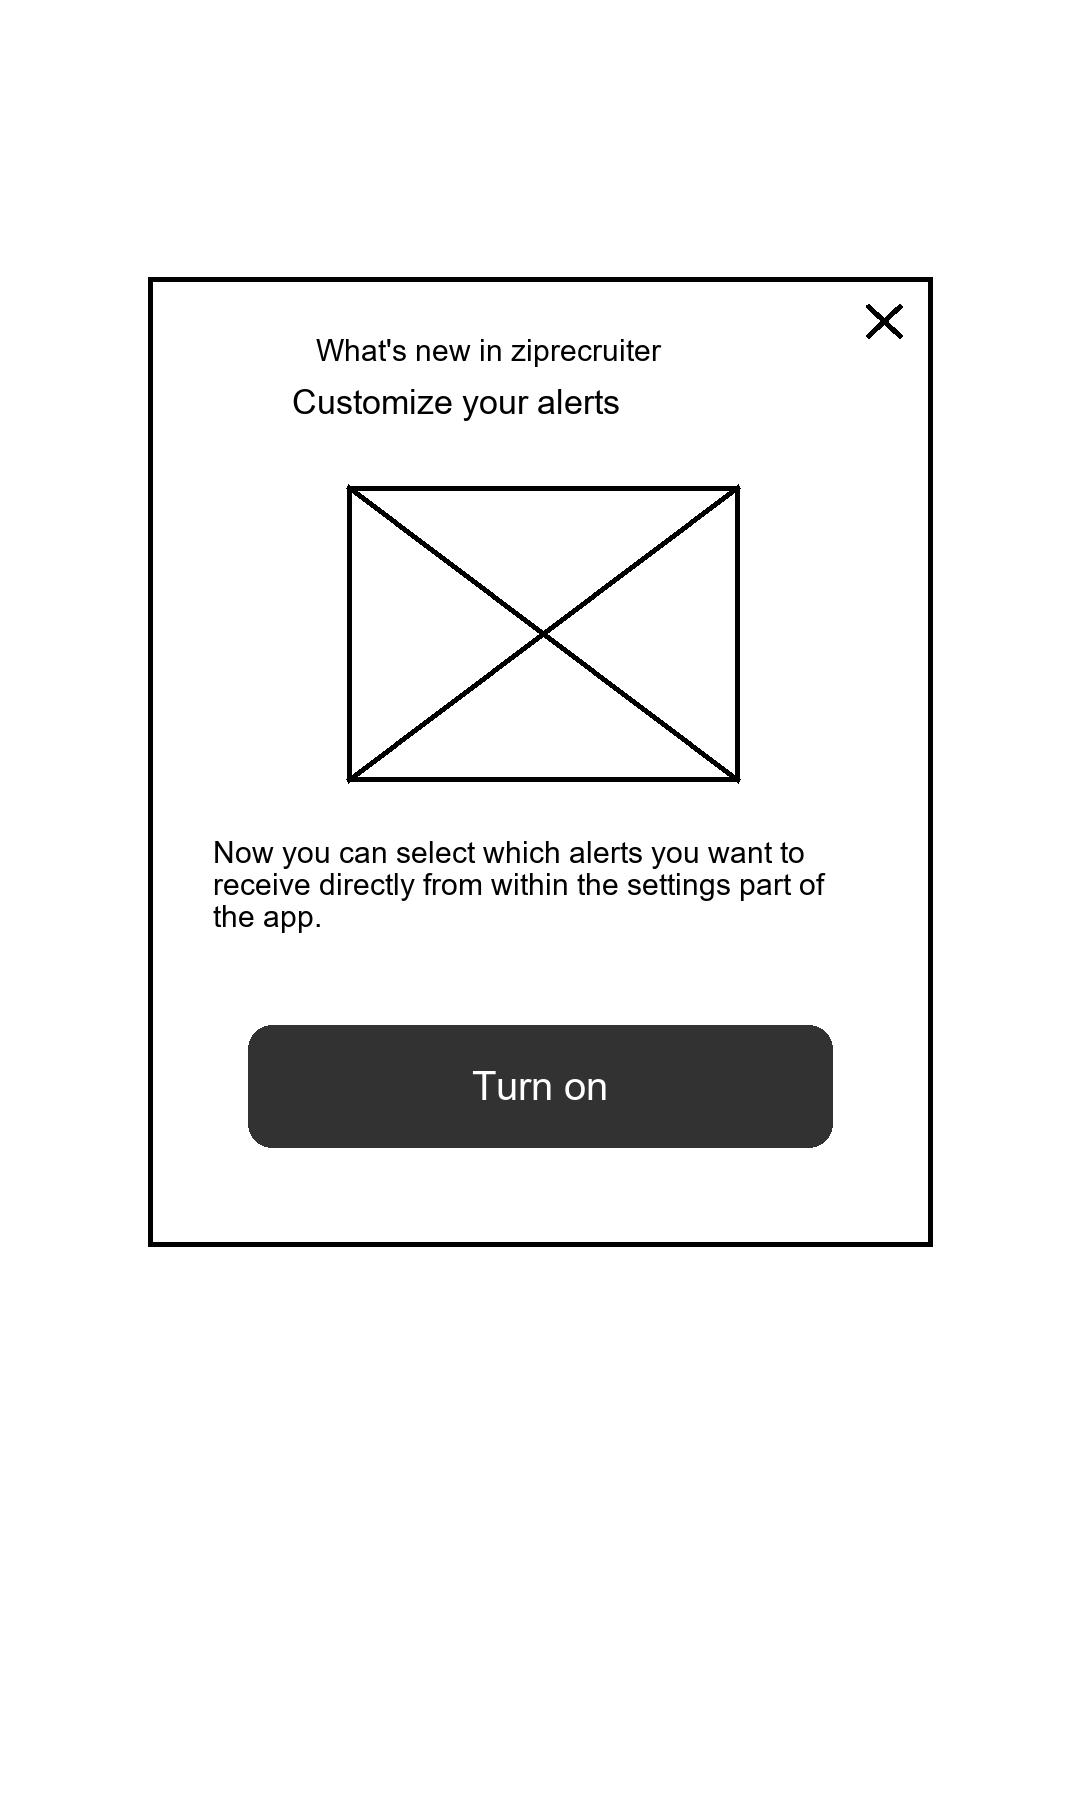 What's new in ziprecruiter
Customize your alerts
Now you can select which alerts you want to
receive directly from within the settings part of
the app.
Turn on